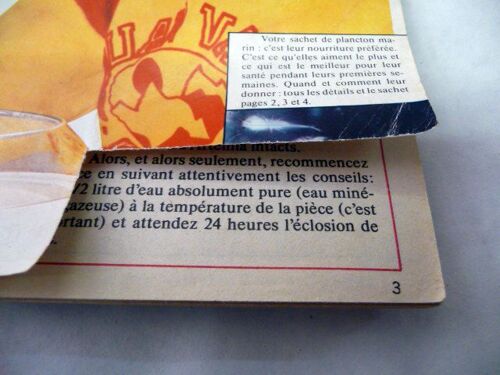 U.V.A
Votre sachet de plancton ma-
rin : c'est leur nourriture préférée.
C'est ce qu'elles aiment le plus et
ce qui est le meilleur pour leur
santé pendant leurs premières se-
maines. Quand et comment leur
donner : tous les détails et le sachet
pages 2, 3 et 4.
intacts.
Alors, et alors seulement, recommencez
ce en suivant attentivement les conseils:
1/2 litre d'eau absolument pure (eau miné-
gazeuse) à la température de la pièce (c'est
portant) et attendez 24 heures l'éclosion de
3